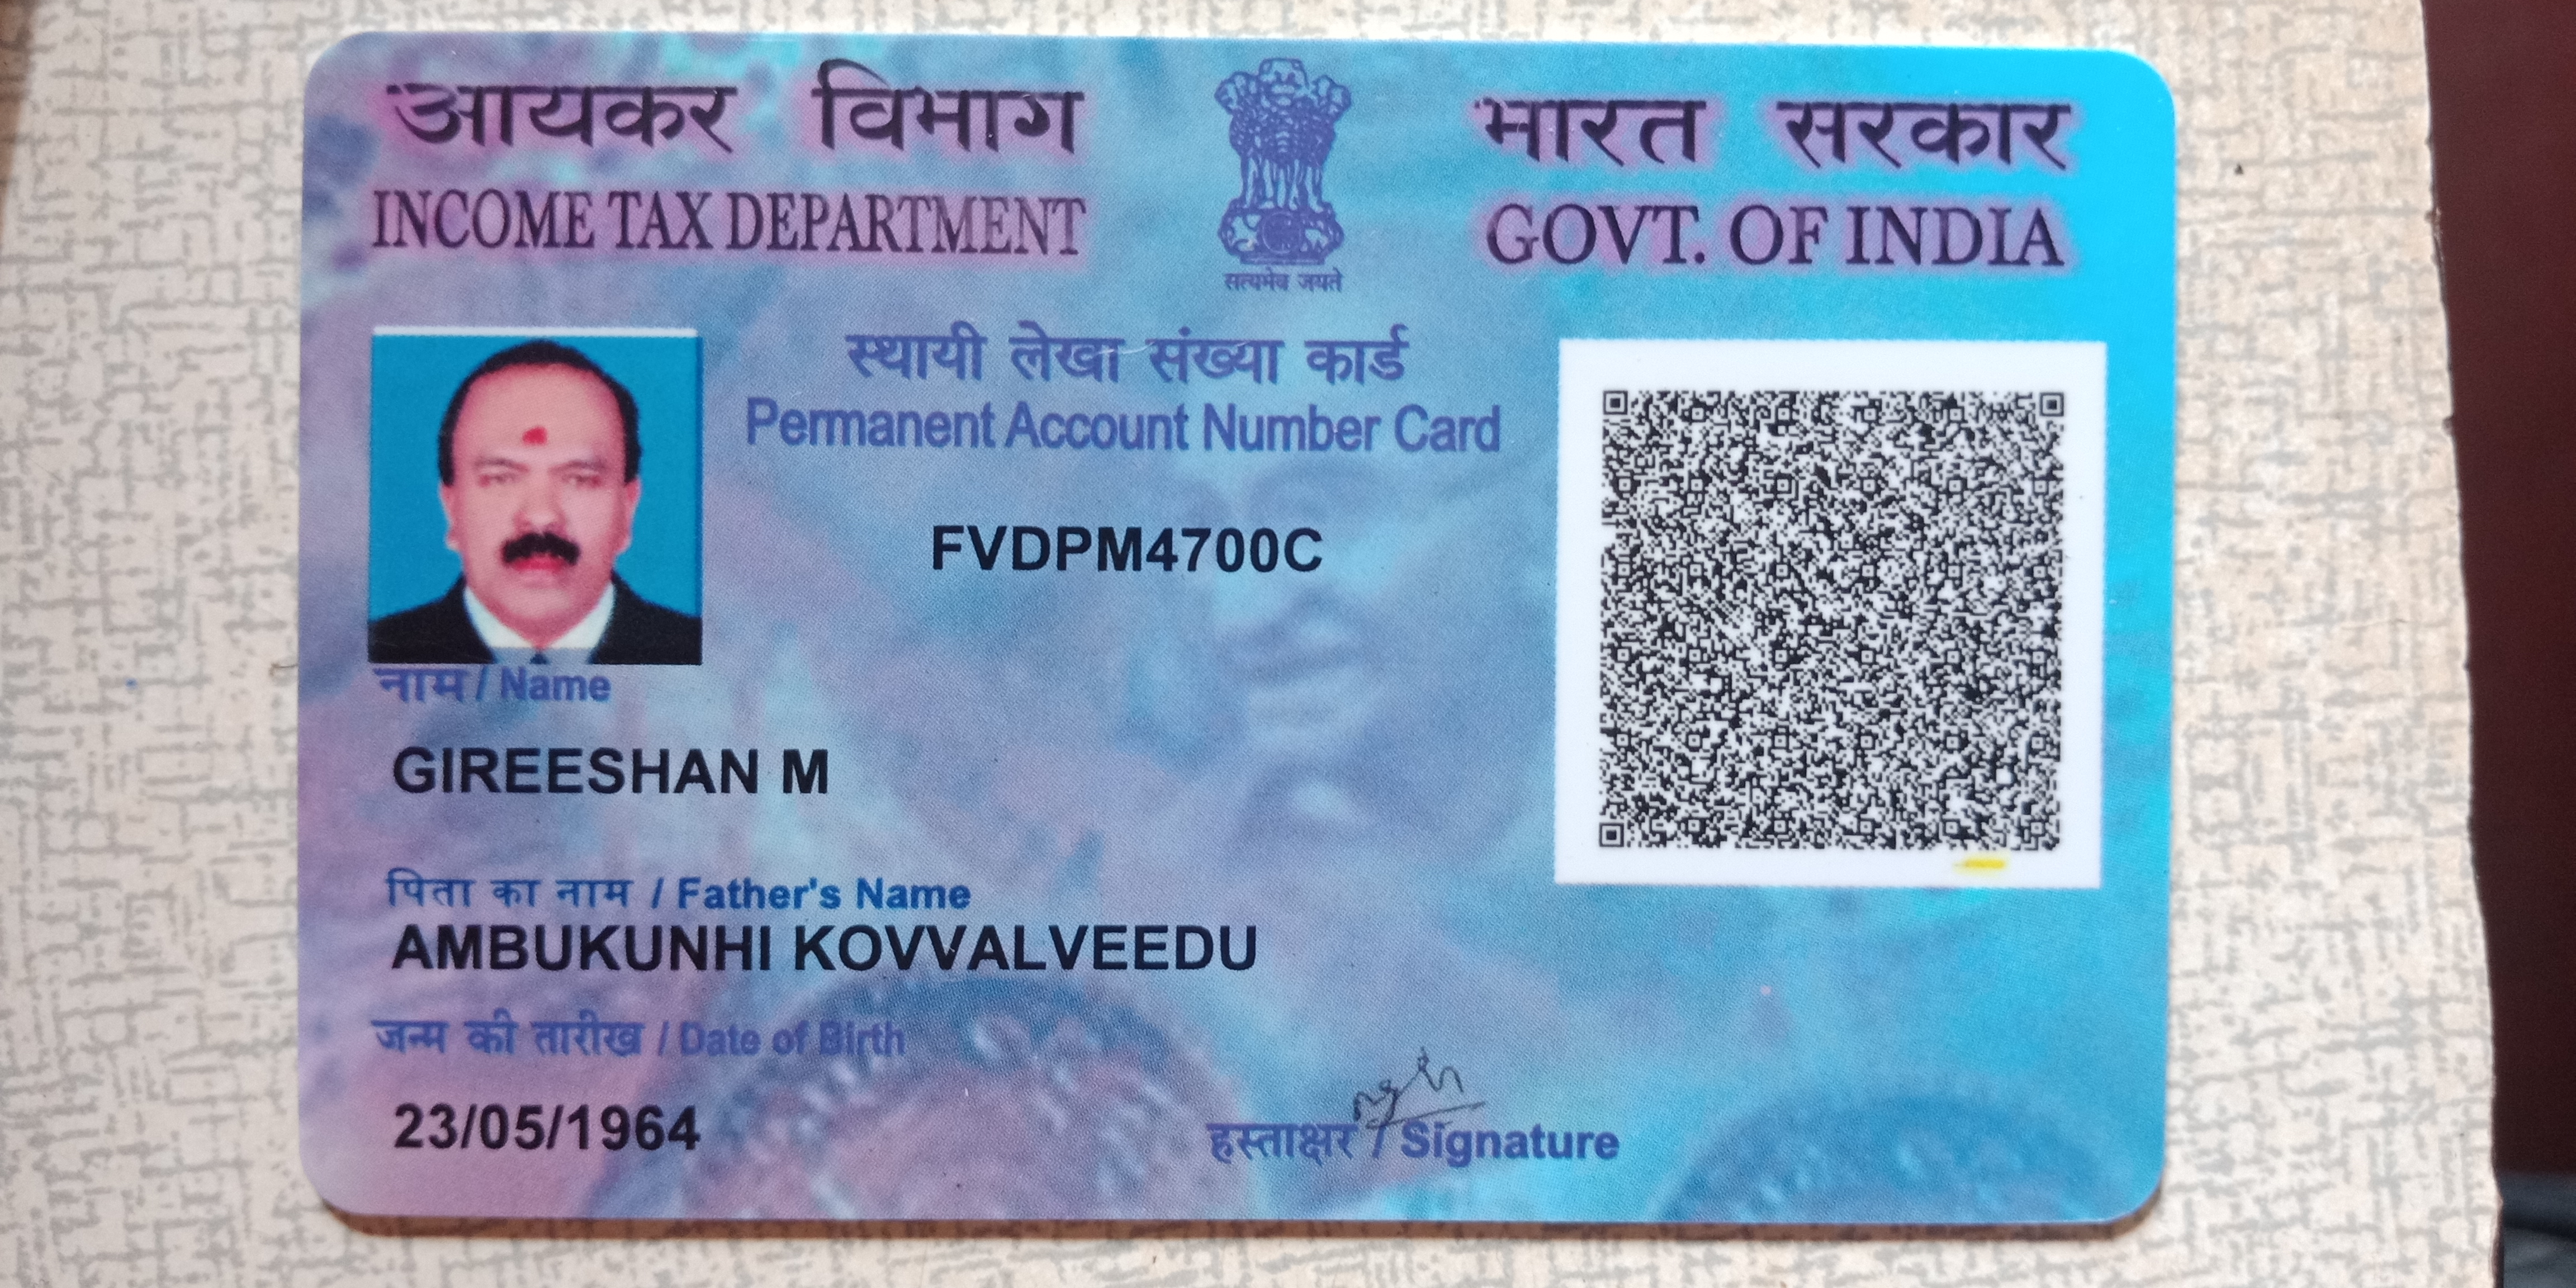 आयकर विभाग
INCOME TAX DEPARTMENT
सत्यमेव जयते
भारत सरकार
GOVT. OF INDIA
स्थायी लेखा संख्या कार्ड
Permanent Account Number Card
FVDPM4700C
नाम / Name
GIREESHAN M
पिता का नाम / Father's Name
AMBUKUNHI KOVVALVEEDU
जन्म की तारीख / Date of Birth
23/05/1964
हस्ताक्षर / Signature